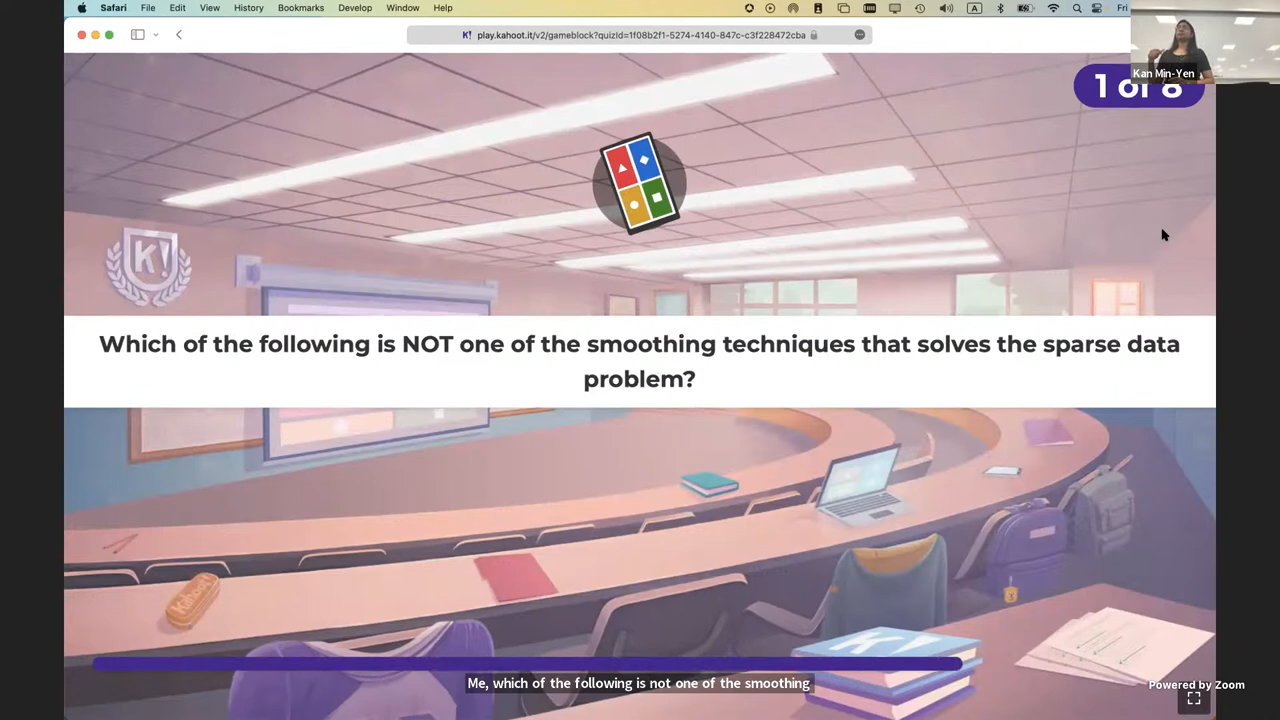 Safari File Edit View History Bookmarks Develop Window Help A Fri
K! play.kahoot.it/v2/gameblock?quizId=1f08b2f1-5274-4140-847c-c3f228472cba
Kan Min-Yen
1 of 8
K!
Which of the following is NOT one of the smoothing techniques that solves the sparse data
problem?
Kahoot!
K!
Me, which of the following is not one of the smoothing
Powered by Zoom